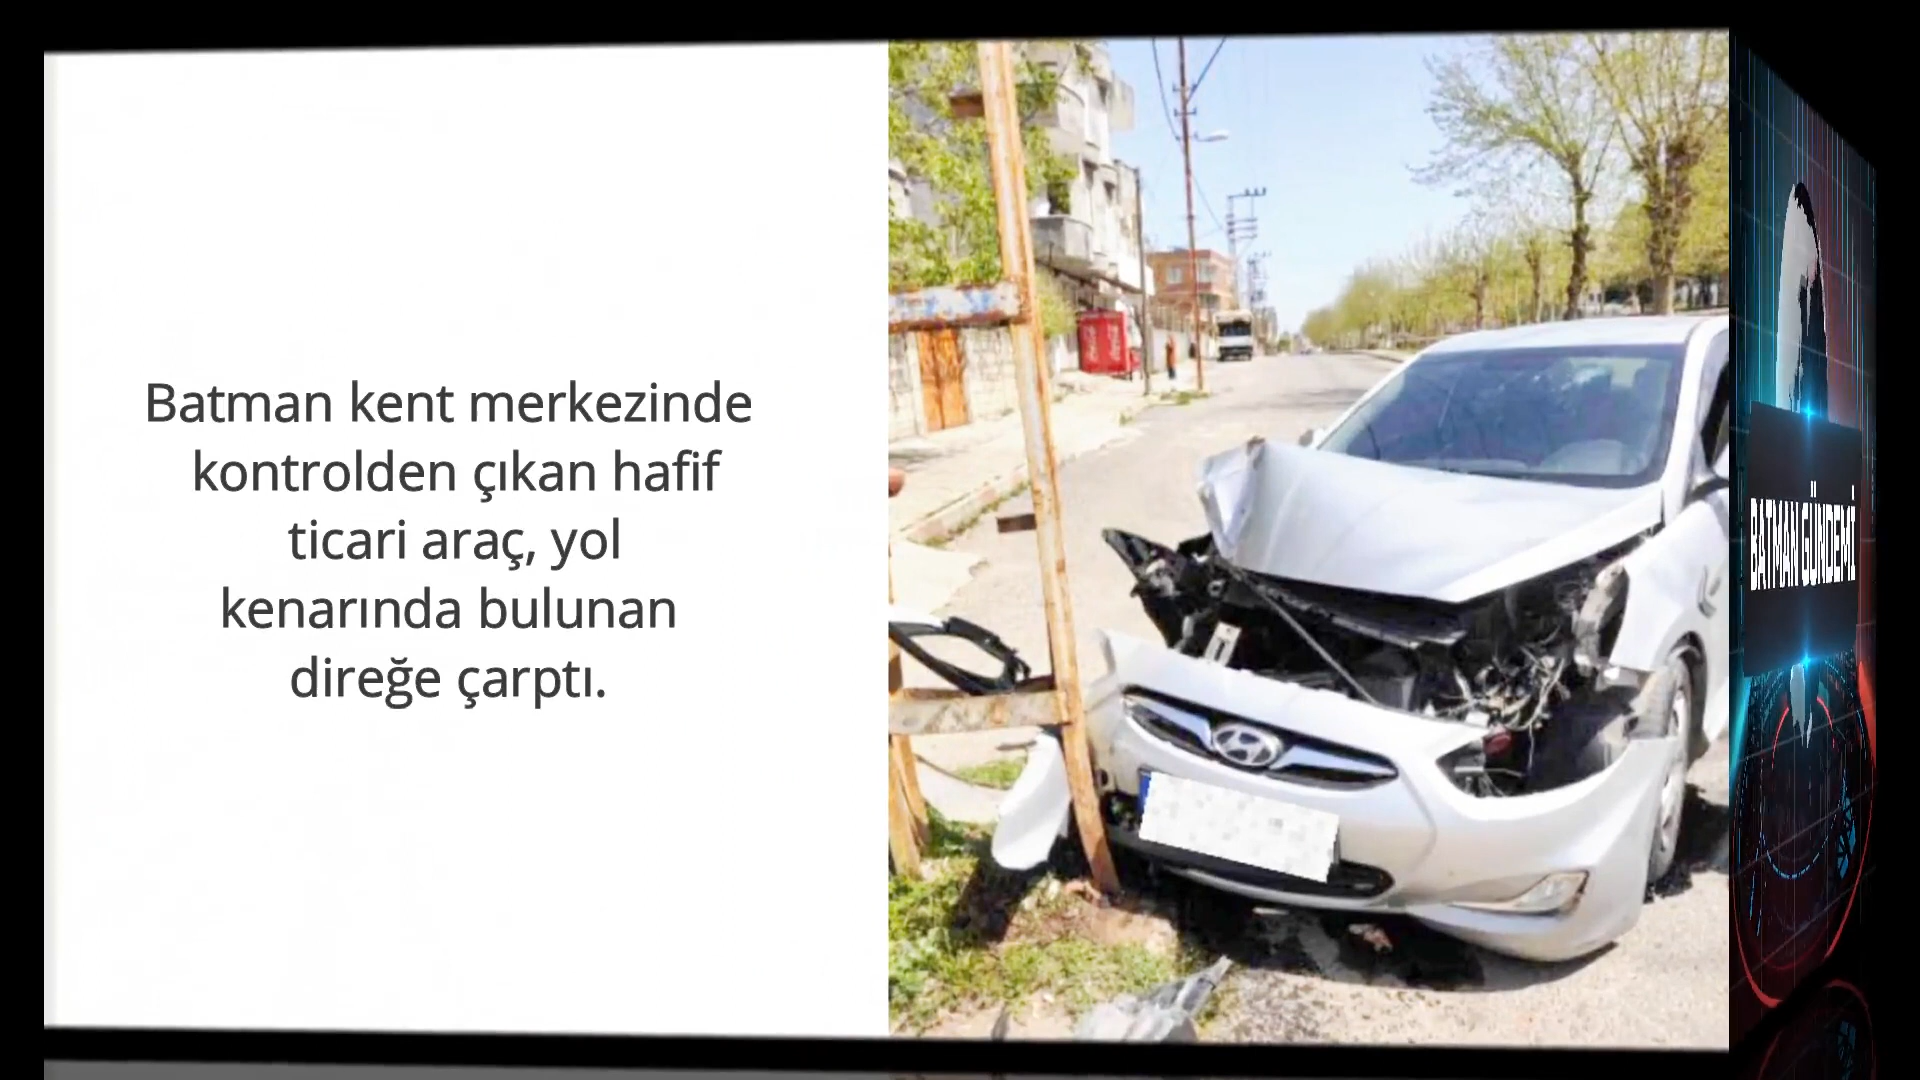 Batman kent merkezinde
kontrolden çıkan hafif
ticari araç, yol
kenarında bulunan
direğe çarptı.
BATMAN GÜNDEMİ